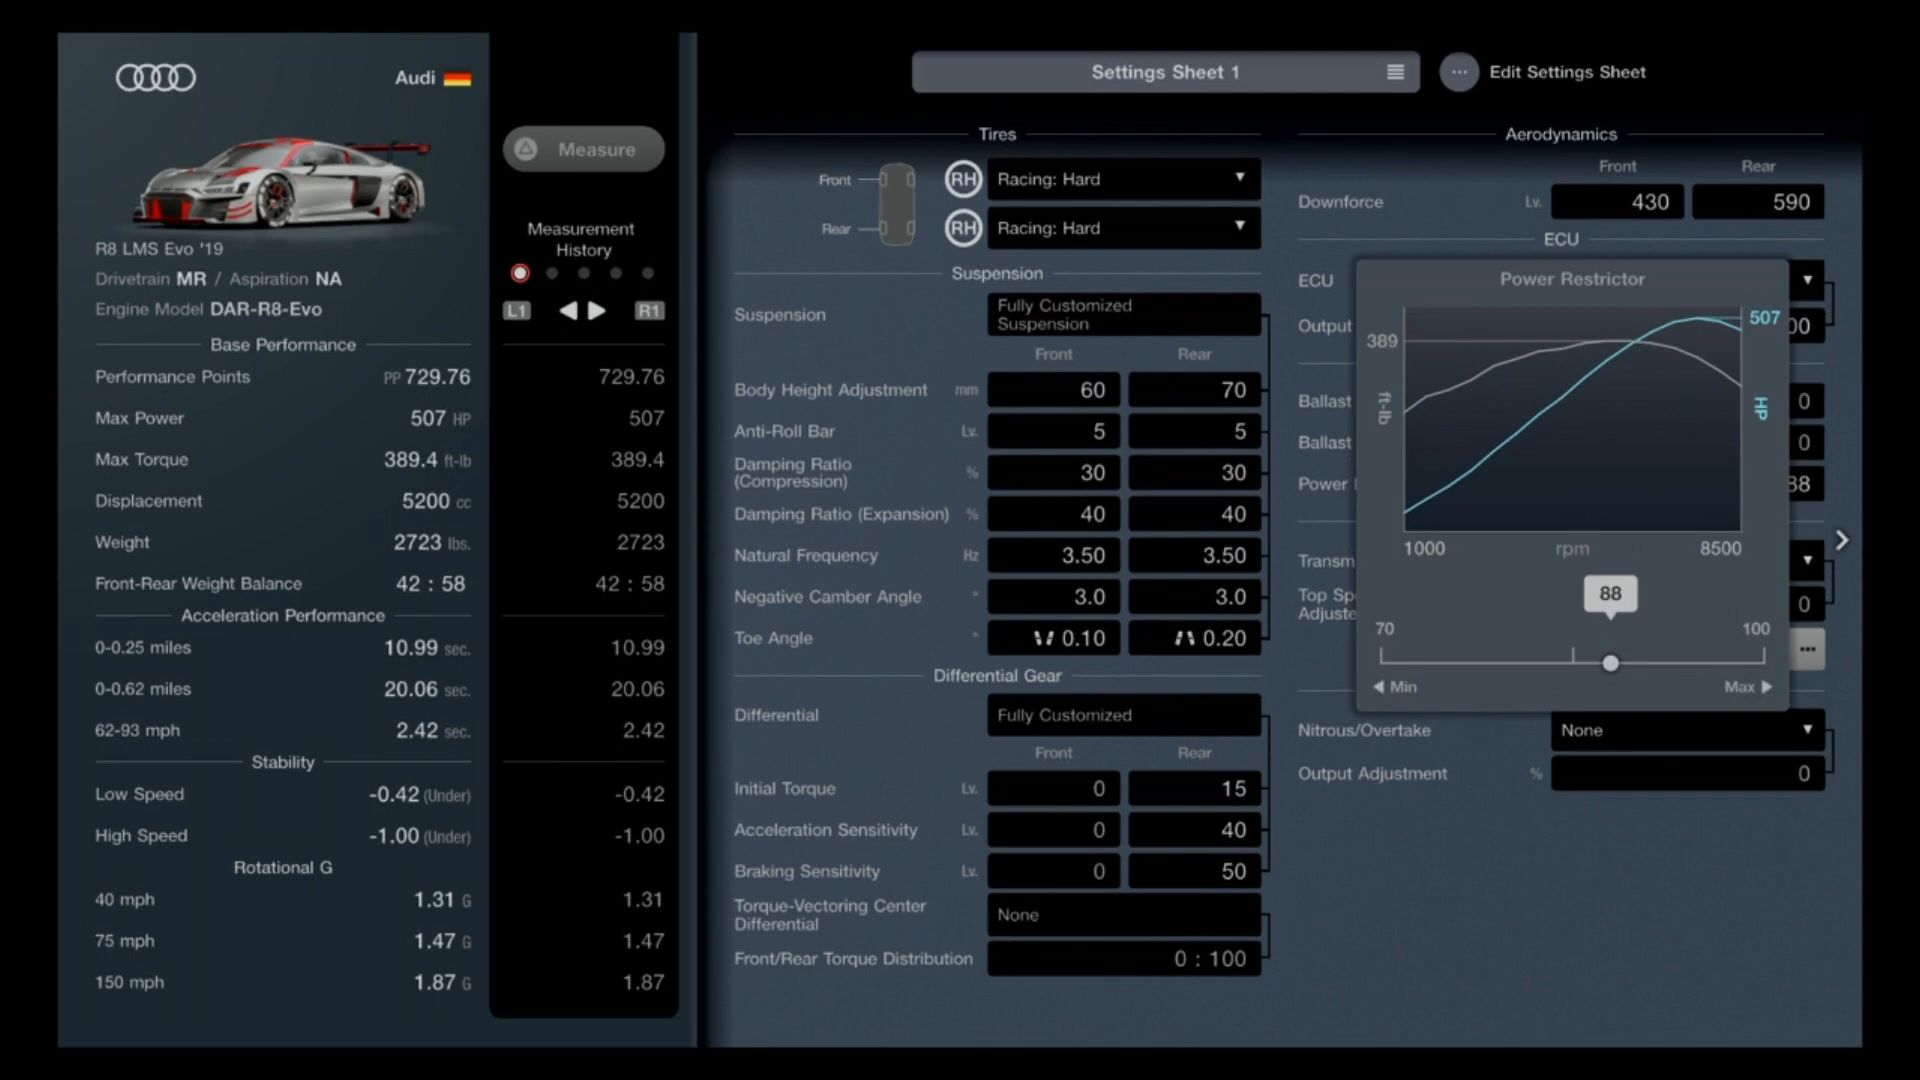 Audi
R8 LMS Evo '19
Drivetrain MR / Aspiration NA
Engine Model DAR-R8-Evo
Base Performance
Performance Points PP 729.76
Max Power 507 HP
Max Torque 389.4 ft-lb
Displacement 5200 cc
Weight 2723 lbs.
Front-Rear Weight Balance 42 : 58
Acceleration Performance
0-0.25 miles 10.99 sec.
0-0.62 miles 20.06 sec.
62-93 mph 2.42 sec.
Stability
Low Speed -0.42 (Under)
High Speed -1.00 (Under)
Rotational G
40 mph 1.31 G
75 mph 1.47 G
150 mph 1.87 G
Measure
Measurement
History
L1 R1
729.76
507
389.4
5200
2723
42 : 58
10.99
20.06
2.42
-0.42
-1.00
1.31
1.47
1.87
Settings Sheet 1
Edit Settings Sheet
Tires
Front RH Racing: Hard
Rear RH Racing: Hard
Suspension
Suspension Fully Customized
Suspension
Front Rear
Body Height Adjustment mm 60 70
Anti-Roll Bar Lv. 5 5
Damping Ratio
(Compression) % 30 30
Damping Ratio (Expansion) % 40 40
Natural Frequency Hz 3.50 3.50
Negative Camber Angle ° 3.0 3.0
Toe Angle ° 0.10 0.20
Differential Gear
Differential Fully Customized
Front Rear
Initial Torque Lv. 0 15
Acceleration Sensitivity Lv. 0 40
Braking Sensitivity Lv. 0 50
Torque-Vectoring Center
Differential None
Front/Rear Torque Distribution 0 : 100
Aerodynamics
Front Rear
Downforce Lv. 430 590
ECU
ECU
Output 00
Ballast 0
Ballast 0
Power 88
Transm
Top Sp
Adjuste 0
Power Restrictor
507
389
ft-lb
HP
1000 rpm 8500
88
70 100
Min Max
Nitrous/Overtake None
Output Adjustment % 0